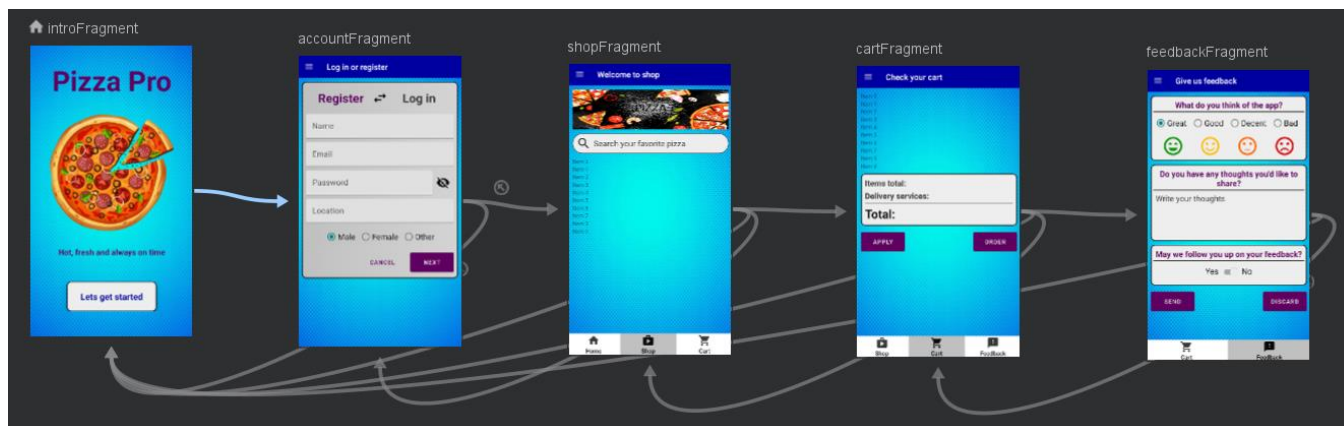 introFragment
Pizza Pro
Hot, fresh and always on time
Lets get started
accountFragment
Log in or register
Register Log in
Name
Email
Password
Location
Male Female Other
CANCEL NEXT
shopFragment
Welcome to shop
PIZZA
Search your favorite pizza
Home Shop Cart
cartFragment
Check your cart
Items total:
Delivery services:
Total:
APPLY ORDER
Shop Cart Feedback
feedbackFragment
Give us feedback
What do you think of the app?
Great Good Decent Bad
Do you have any thoughts you'd like to
share?
Write your thoughts
May we follow you up on your feedback?
Yes No
SEND DISCARD
Cart Feedback